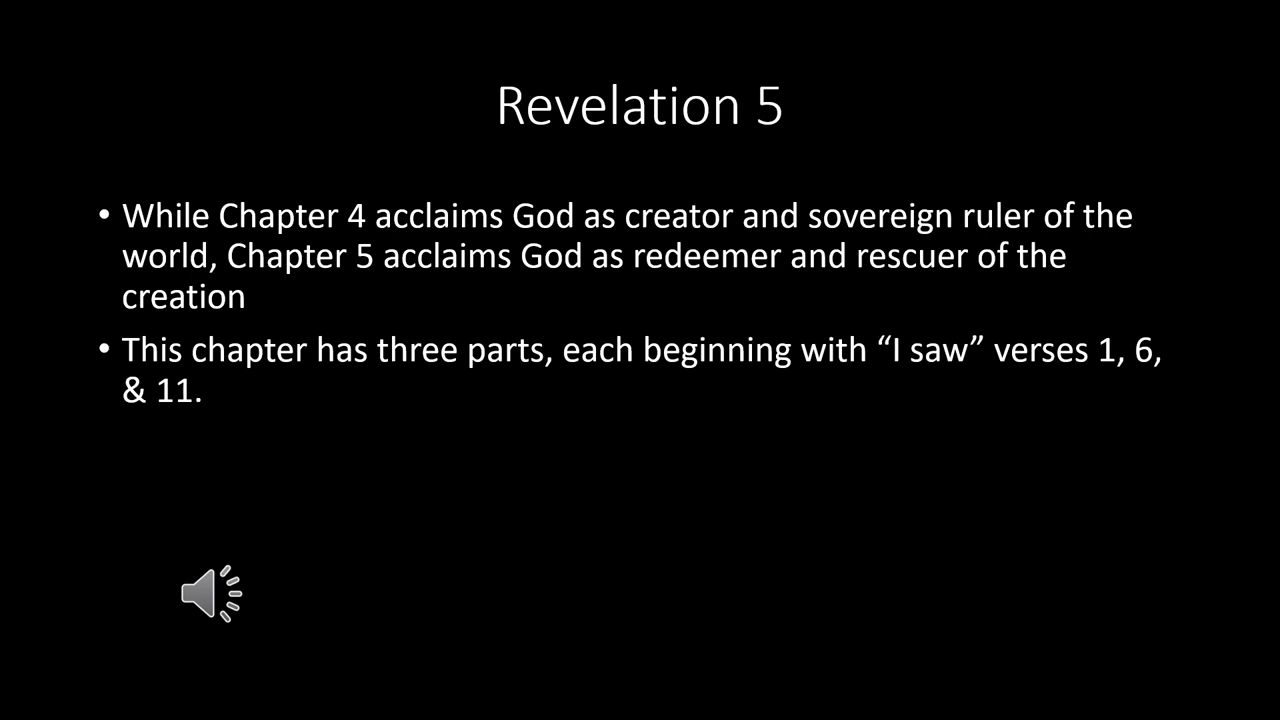 Revelation 5
• While Chapter 4 acclaims God as creator and sovereign ruler of the
world, Chapter 5 acclaims God as redeemer and rescuer of the
creation
• This chapter has three parts, each beginning with “I saw” verses 1, 6,
& 11.